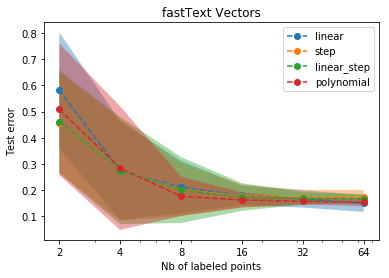 fastText Vectors
linear
step
linear_step
polynomial
Test error
0.8
0.7
0.6
0.5
0.4
0.3
0.2
0.1
2 4 8 16 32 64
Nb of labeled points